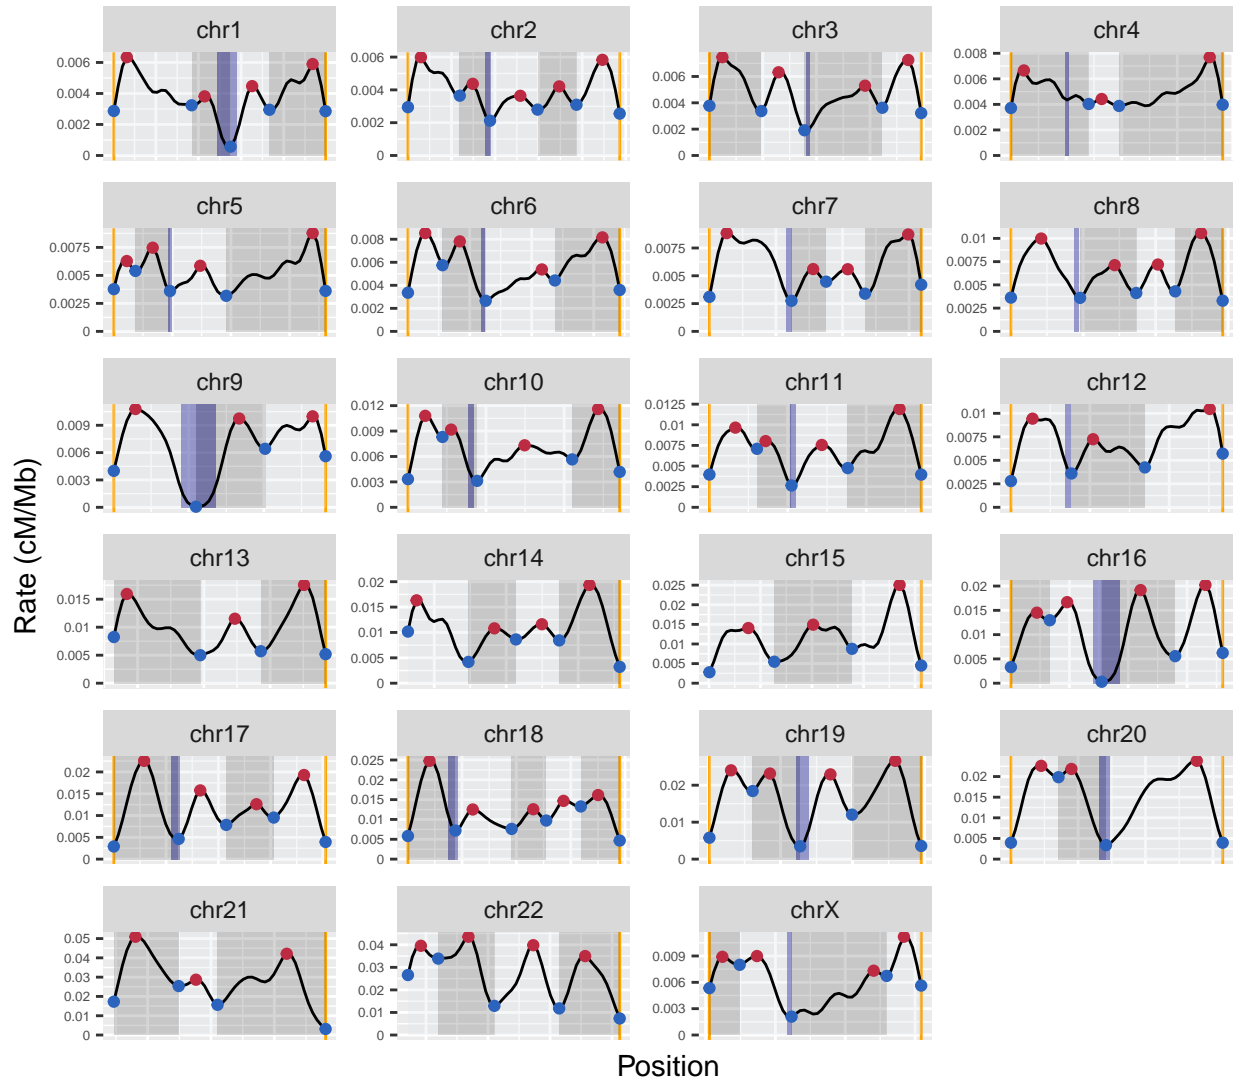 chr1 chr2 chr3 chr4
0.006 0.006 0.006 0.008
0.004 0.004 0.004 0.006
0.002 0.002 0.002 0.004
0.002
0 0 0 0
chr5 chr6 chr7 chr8
0.0075 0.008 0.0075 0.01
0.005 0.006 0.005 0.0075
0.0025 0.004 0.0025 0.005
0.002 0.0025
0 0 0 0
chr9 chr10 chr11 chr12
0.009 0.012 0.0125 0.01
0.006 0.009 0.01 0.0075
0.003 0.006 0.0075 0.005
0.003 0.005 0.0025
0.0025
0 0 0 0
Rate (cM/Mb)
chr13 chr14 chr15 chr16
0.015 0.02 0.025 0.02
0.01 0.015 0.02 0.015
0.005 0.01 0.015 0.01
0.005 0.01 0.005
0.005
0 0 0 0
chr17 chr18 chr19 chr20
0.02 0.025 0.02 0.02
0.015 0.02 0.01 0.01
0.01 0.015
0.005 0.01
0.005
0 0 0 0
chr21 chr22 chrX
0.05 0.04 0.009
0.04 0.03 0.006
0.03 0.02 0.003
0.02 0.01
0.01
0 0 0
Position